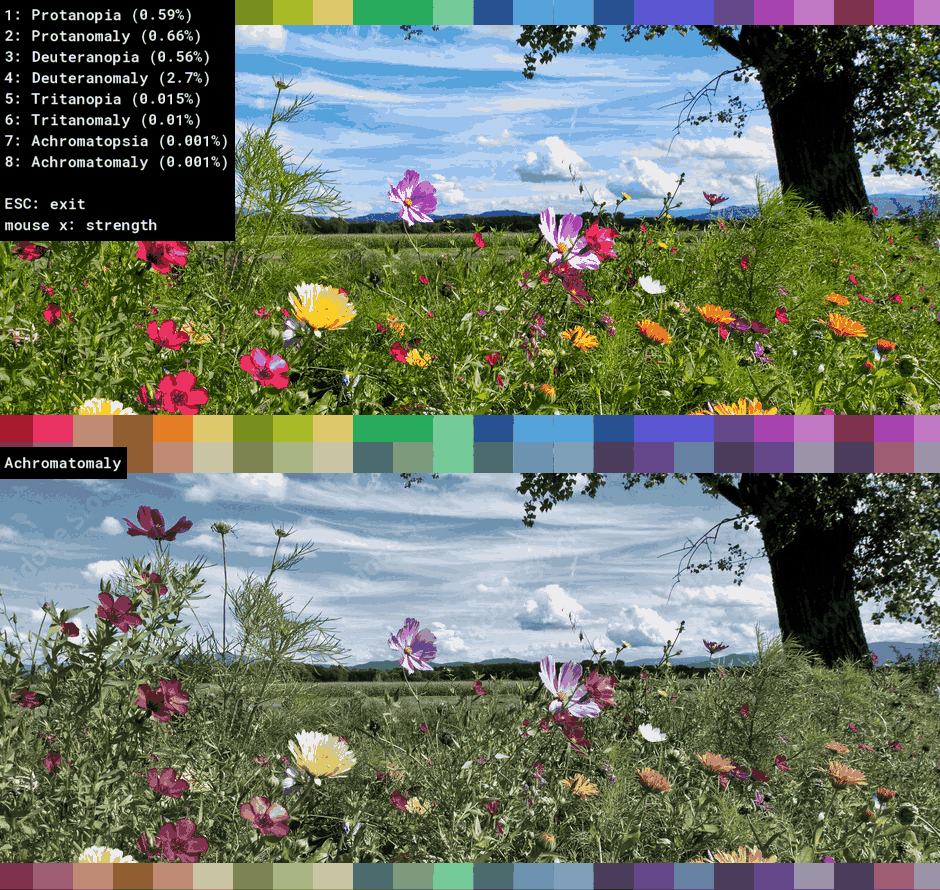 1: Protanopia (0.59%)
2: Protanomaly (0.66%)
3: Deuteranopia (0.56%)
4: Deuteranomaly (2.7%)
5: Tritanopia (0.015%)
6: Tritanomaly (0.01%)
7: Achromatopsia (0.001%)
8: Achromatomaly (0.001%)
ESC: exit
mouse x: strength
Achromatomaly